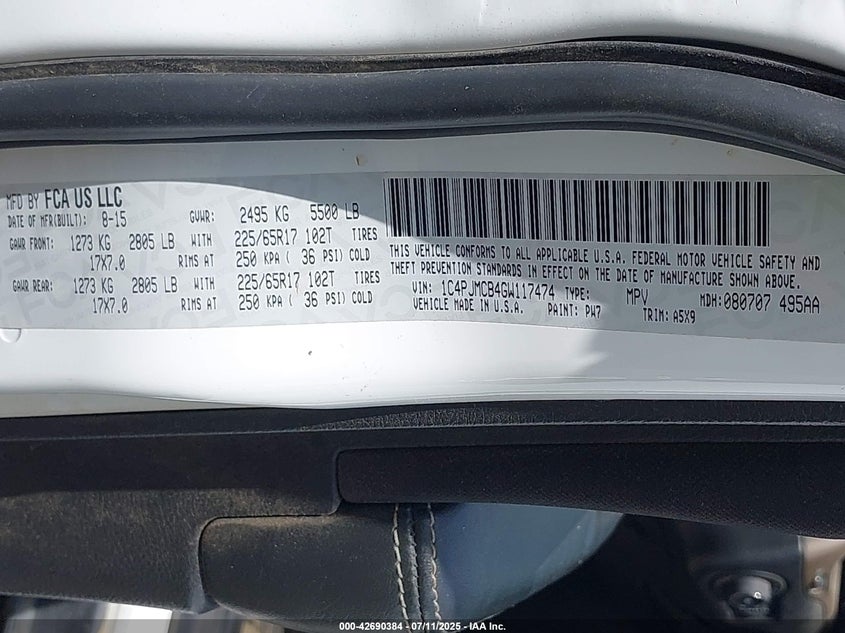 MFD BY FCA US LLC
DATE OF MFR(BUILT): 8-15 GVWR: 2495 KG 5500 LB
GAWR FRONT: 1273 KG 2805 LB WITH 225/65R17 102T TIRES
17X7.0 RIMS AT 250 KPA ( 36 PSI) COLD
GAWR REAR: 1273 KG 2805 LB WITH 225/65R17 102T TIRES
17X7.0 RIMS AT 250 KPA ( 36 PSI) COLD
THIS VEHICLE CONFORMS TO ALL APPLICABLE U.S.A. FEDERAL MOTOR VEHICLE SAFETY AND
THEFT PREVENTION STANDARDS IN EFFECT ON THE DATE OF MANUFACTURE SHOWN ABOVE.
VIN: 1C4PJMCB4GW117474 TYPE: MPV MDH:080707 495AA
VEHICLE MADE IN U.S.A. PAINT: PW7 TRIM: A5X9
000-42690384 - 07/11/2025 - IAA Inc.